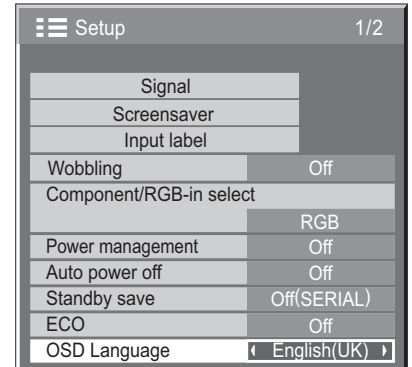 Setup 1/2
Signal
Screensaver
Input label
Wobbling Off
Component/RGB-in select
RGB
Power management Off
Auto power off Off
Standby save Off(SERIAL)
ECO Off
OSD Language English(UK)